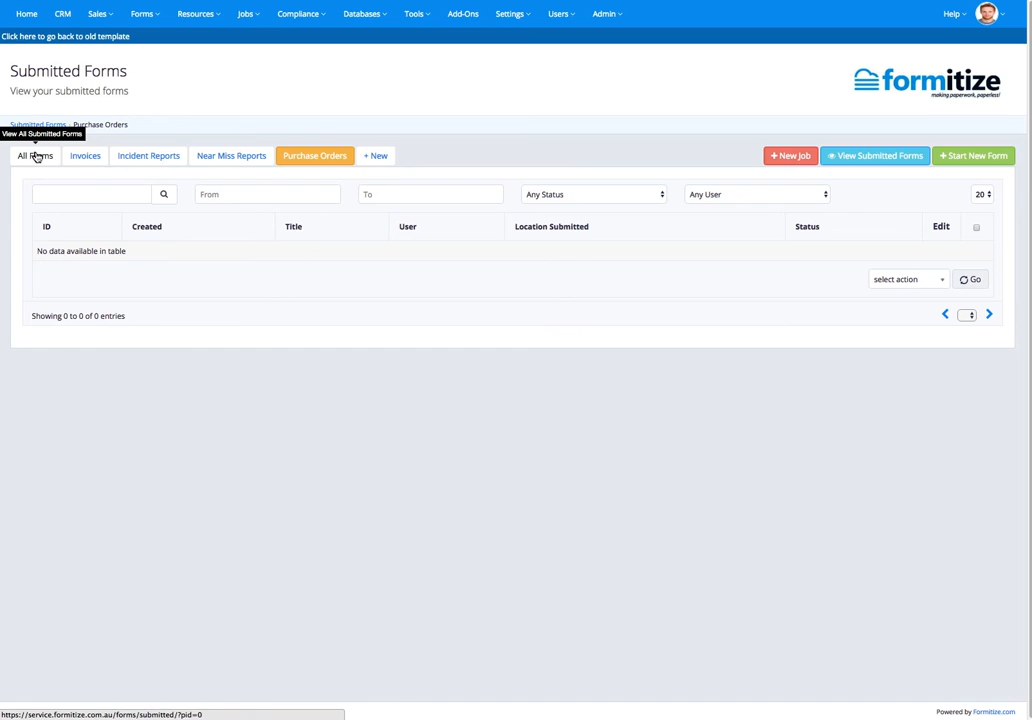 Home CRM Sales Forms Resources Jobs Compliance Databases Tools Add-Ons Settings Users Admin Help
Click here to go back to old template
Submitted Forms
View your submitted forms
formitize
making paperwork, paperless!
Submitted Forms Purchase Orders
View All Submitted Forms
All Forms Invoices Incident Reports Near Miss Reports Purchase Orders + New + New Job View Submitted Forms + Start New Form
From To Any Status Any User 20
ID Created Title User Location Submitted Status Edit
No data available in table
select action Go
Showing 0 to 0 of 0 entries
Powered by Formitize.com
https://service.formitize.com.au/forms/submitted/?pid=0